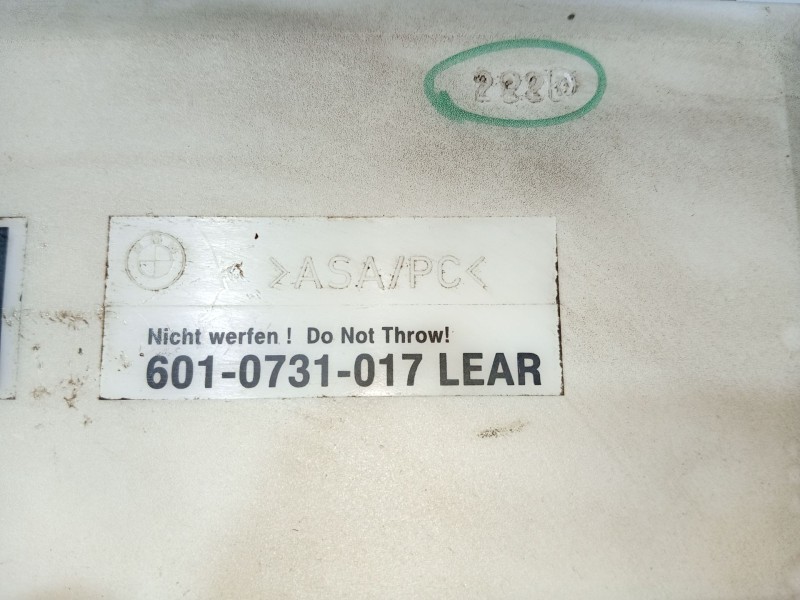 >ASA/PC<
Nicht werfen ! Do Not Throw!
601-0731-017 LEAR